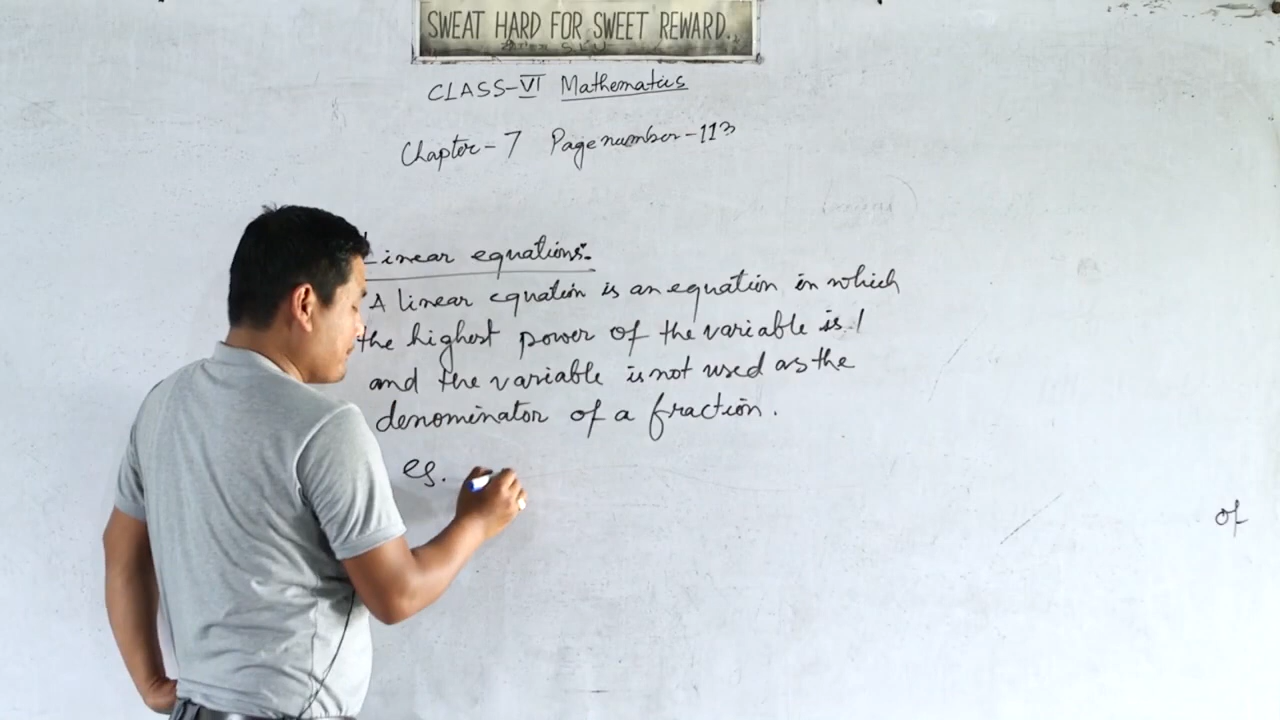 SWEAT HARD FOR SWEET REWARD..
CLASS-VI Mathematics
Chapter-7 Page number-113
Linear equations:-
A linear equation is an equation in which
the highest power of the variable is 1
and the variable is not used as the
denominator of a fraction.
eg.
of